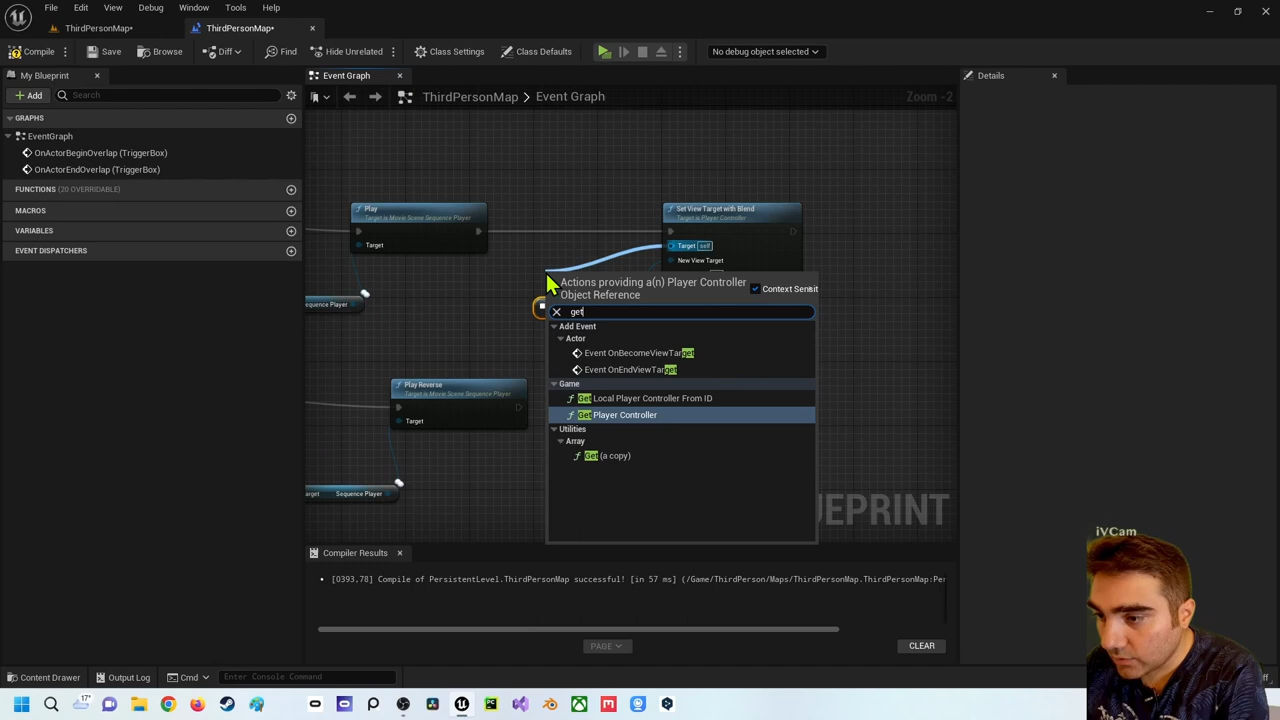 File Edit Asset View Debug Window Tools Help
ThirdPersonMap• ThirdPersonMap•
Compile Save Browse Diff Find Hide Unrelated Class Settings Class Defaults No debug object selected
My Blueprint Event Graph Details
Add Search ThirdPersonMap > Event Graph Zoom -2
GRAPHS
EventGraph
OnActorBeginOverlap (TriggerBox)
OnActorEndOverlap (TriggerBox)
FUNCTIONS (20 OVERRIDABLE)
MACROS
VARIABLES
EVENT DISPATCHERS
Play
Target is Movie Scene Sequence Player
Target
equence Player
Set View Target with Blend
Target is Player Controller
Target self
New View Target
Play Reverse
Target is Movie Scene Sequence Player
Target
arget Sequence Player
Actions providing a(n) Player Controller
Object Reference
Context Sensit
get
Add Event
Actor
Event OnBecomeViewTarget
Event OnEndViewTarget
Game
Get Local Player Controller From ID
Get Player Controller
Utilities
Array
Get (a copy)
UEPRINT
iVCam
Compiler Results
[0393,78] Compile of PersistentLevel.ThirdPersonMap successful! [in 57 ms] (/Game/ThirdPerson/Maps/ThirdPersonMap.ThirdPersonMap:Per
PAGE CLEAR
Content Drawer Output Log Cmd Enter Console Command
17°